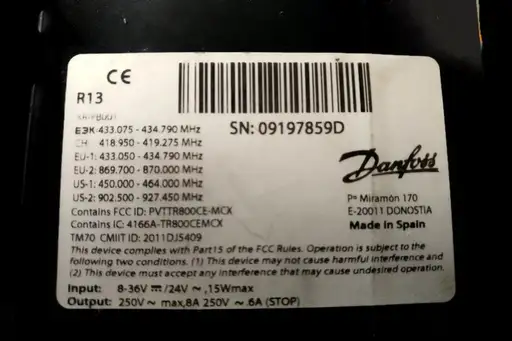 CE
R13
SN: 09197859D
ЕЭК 433.075 - 434.790 MHz
CH: 418.950 - 419.275 MHz
EU-1: 433.050 - 434.790 MHz
EU-2: 869.700 - 870.000 MHz
US-1: 450.000 - 464.000 MHz
US-2: 902.500 - 927.450 MHz
Contains FCC ID: PVTTR800CE-MCX
Contains IC: 4166A-TR800CEMCX
TM70 CMIIT ID: 2011DJ5409
Danfoss
Pº Miramón 170
E-20011 DONOSTIA
Made in Spain
This device complies with Part15 of the FCC Rules. Operation is subject to the
following two conditions. (1) This device may not cause harmful interference and
(2) This device must accept any interference that may cause undesired operation.
Input: 8-36V ⎓/24V ~,15Wmax
Output: 250V ~ max,8A 250V ~.6A (STOP)